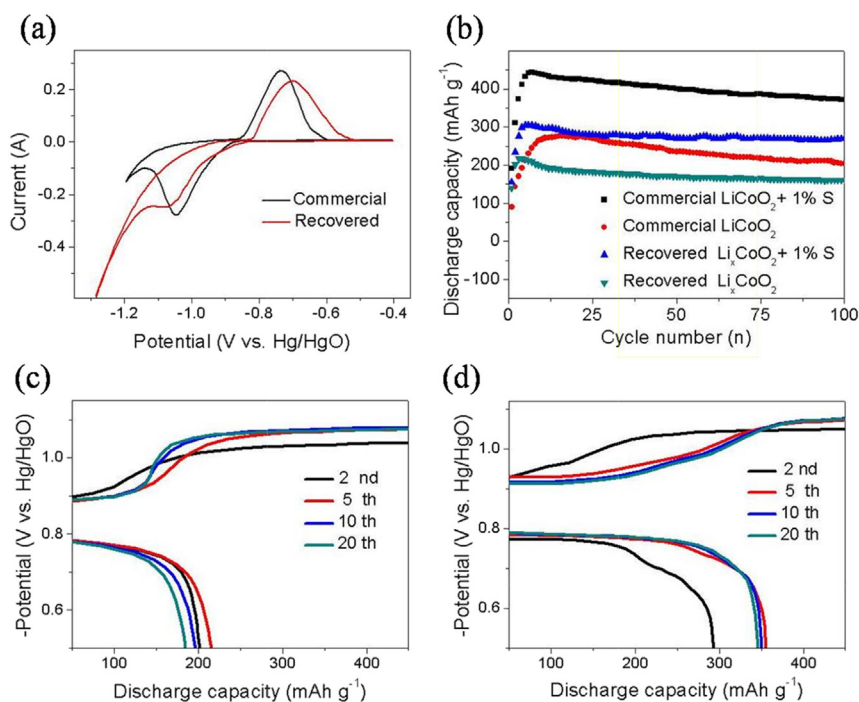 (a)
Current (A)
0.2
0.0
-0.2
-0.4
Commercial
Recovered
-1.2 -1.0 -0.8 -0.6 -0.4
Potential (V vs. Hg/HgO)
(b)
Discharge capacity (mAh g⁻¹)
400
300
200
100
0
-100
Commercial LiCoO₂+ 1% S
Commercial LiCoO₂
Recovered LiₓCoO₂+ 1% S
Recovered LiₓCoO₂
0 25 50 75 100
Cycle number (n)
(c)
-Potential (V vs. Hg/HgO)
1.0
0.8
0.6
2 nd
5 th
10 th
20 th
100 200 300 400
Discharge capacity (mAh g⁻¹)
(d)
-Potential (V vs. Hg/HgO)
1.0
0.8
0.6
2 nd
5 th
10 th
20 th
100 200 300 400
Discharge capacity (mAh g⁻¹)